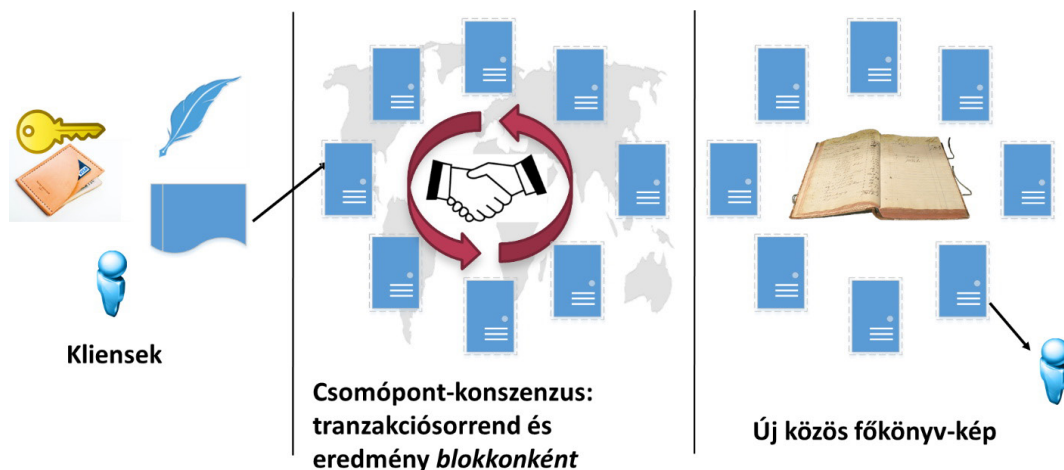 Kliensek
Csomópont-konszenzus:
tranzakciósorrend és
eredmény blokkonként
Új közös főkönyv-kép